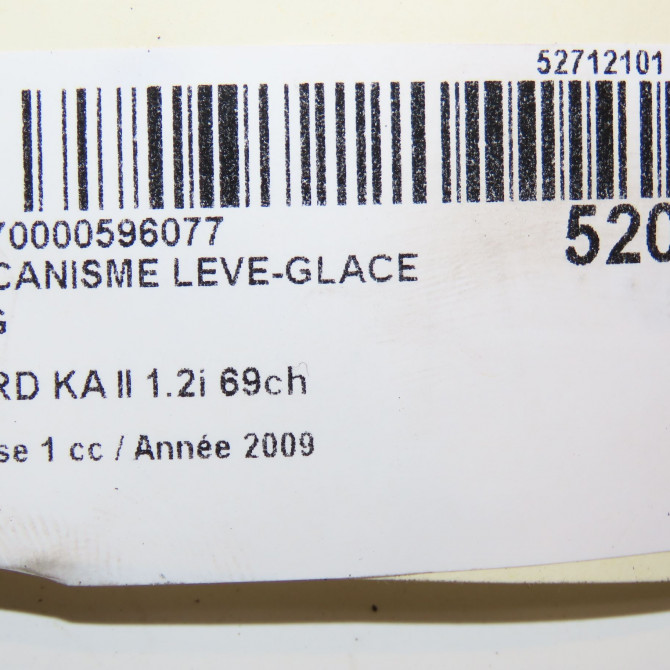 52712101
70000596077
520
CANISME LEVE-GLACE
G
RD KA II 1.2i 69ch
se 1 cc / Année 2009